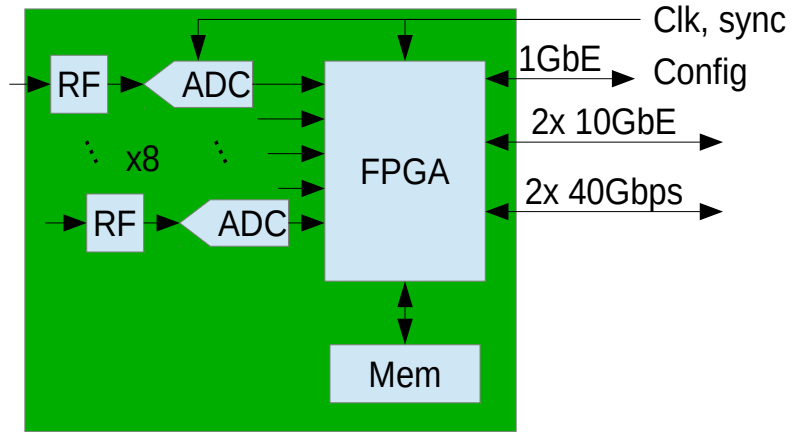 Clk, sync
1GbE
Config
RF
ADC
2x 10GbE
x8
FPGA
2x 40Gbps
RF
ADC
Mem